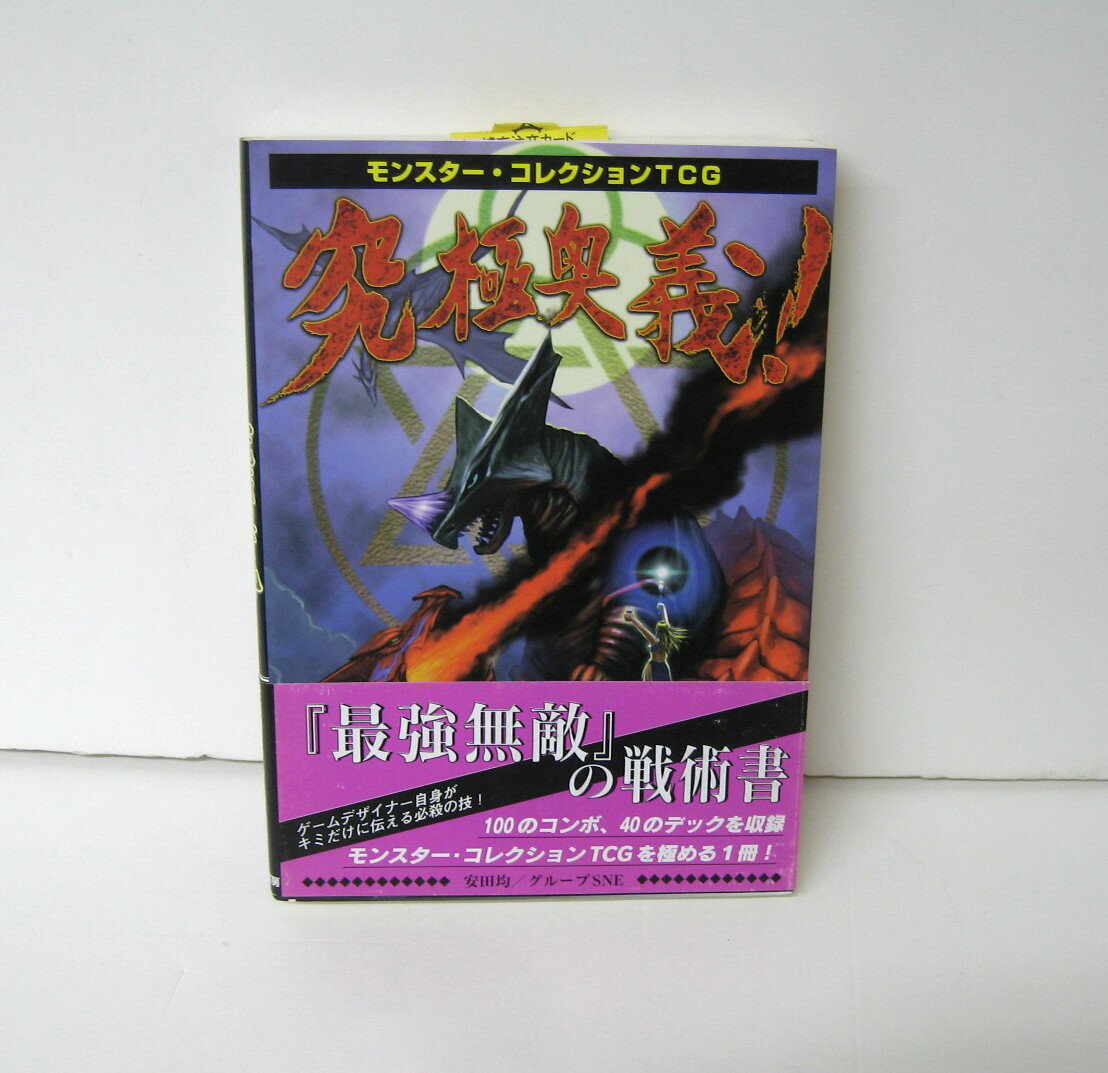 モンスター・コレクションTCG
究極奥義!
『最強無敵』
の戦術書
ゲームデザイナー自身が
キミだけに伝える必殺の技!
100のコンボ、40のデックを収録
モンスター・コレクションTCGを極める1冊!
安田均/グループSNE